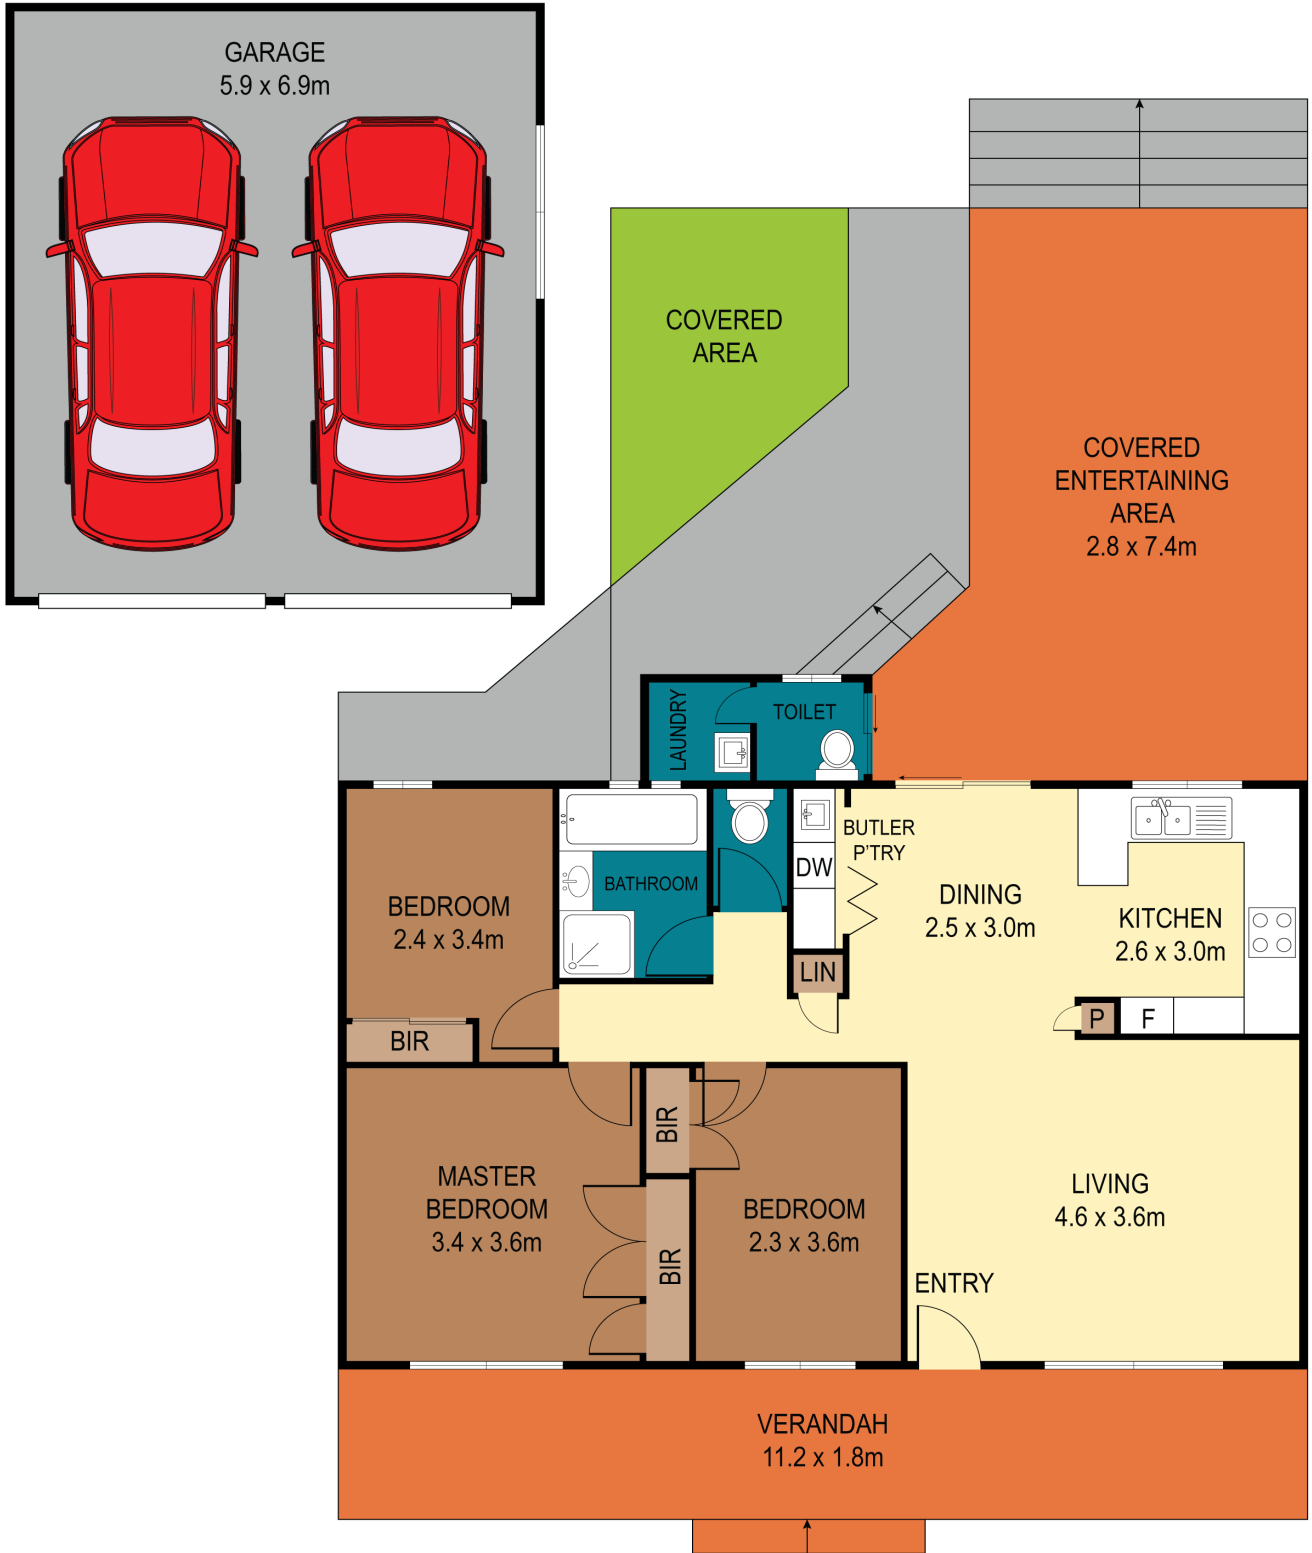 GARAGE
5.9 x 6.9m
COVERED
AREA
COVERED
ENTERTAINING
AREA
2.8 x 7.4m
LAUNDRY
TOILET
BUTLER
P'TRY
DW
BATHROOM
BEDROOM
2.4 x 3.4m
DINING
2.5 x 3.0m
KITCHEN
2.6 x 3.0m
LIN
BIR
P
F
BIR
MASTER
BEDROOM
3.4 x 3.6m
BEDROOM
2.3 x 3.6m
LIVING
4.6 x 3.6m
BIR
ENTRY
VERANDAH
11.2 x 1.8m